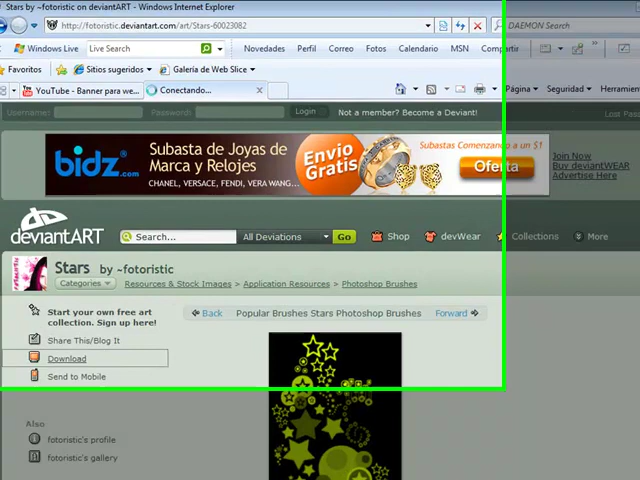 Stars by ~fotoristic on deviantART - Windows Internet Explorer
http://fotoristic.deviantart.com/art/Stars-60023082
DAEMON Search
Windows Live
Live Search
Novedades
Perfil
Correo
Fotos
Calendario
MSN
Compartir
Favoritos
Sitios sugeridos
Galería de Web Slice
YouTube - Banner para we...
Conectando...
Página
Seguridad
Username:
Password:
Login
Not a member? Become a Deviant!
Lost Pass
bidz.com
Subasta de Joyas de
Marca y Relojes
CHANEL, VERSACE, FENDI, VERA WANG...
Envio
Gratis
Subastas Comenzando a un $1
Oferta
Join Now
Buy deviantWEAR
Advertise Here
deviantART
Search...
All Deviations
Go
Shop
devWear
Collections
More
Stars by ~fotoristic
Categories
Resources & Stock Images > Application Resources > Photoshop Brushes
Start your own free art
collection. Sign up here!
Share This/Blog It
Download
Send to Mobile
Back
Popular Brushes Stars Photoshop Brushes
Forward
Also
fotoristic's profile
fotoristic's gallery